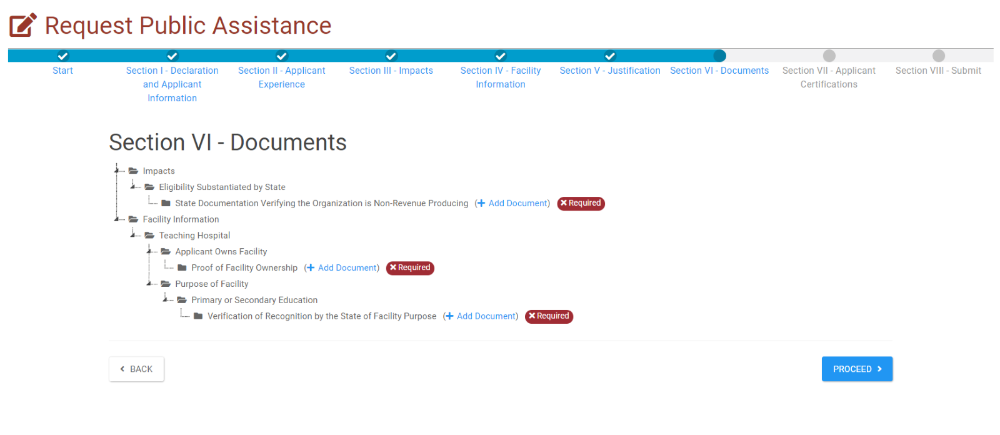 Request Public Assistance
Start
Section I - Declaration
and Applicant
Information
Section II - Applicant
Experience
Section III - Impacts
Section IV - Facility
Information
Section V - Justification
Section VI - Documents
Section VII - Applicant
Certifications
Section VIII - Submit
Section VI - Documents
Impacts
Eligibility Substantiated by State
State Documentation Verifying the Organization is Non-Revenue Producing (+ Add Document) × Required
Facility Information
Teaching Hospital
Applicant Owns Facility
Proof of Facility Ownership (+ Add Document) × Required
Purpose of Facility
Primary or Secondary Education
Verification of Recognition by the State of Facility Purpose (+ Add Document) × Required
BACK
PROCEED